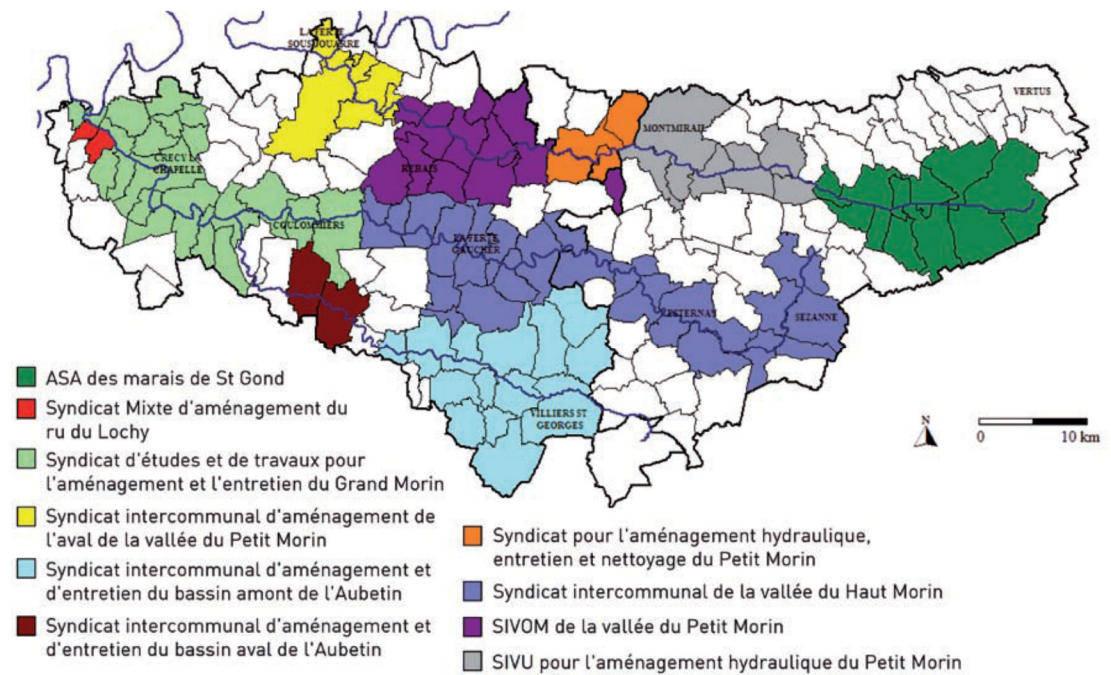 LA FERTE
SOUS JOUARRE
VERTUS
MONTMIRAIL
CRECY LA
CHAPELLE
REBAIS
COULOMMIERS
LA FERTE
GAUCHER
ESTERNAY
SEZANNE
VILLIERS ST
GEORGES
N
0 10 km
ASA des marais de St Gond
Syndicat Mixte d'aménagement du
ru du Lochy
Syndicat d'études et de travaux pour
l'aménagement et l'entretien du Grand Morin
Syndicat intercommunal d'aménagement de
l'aval de la vallée du Petit Morin
Syndicat intercommunal d'aménagement et
d'entretien du bassin amont de l'Aubetin
Syndicat intercommunal d'aménagement et
d'entretien du bassin aval de l'Aubetin
Syndicat pour l'aménagement hydraulique,
entretien et nettoyage du Petit Morin
Syndicat intercommunal de la vallée du Haut Morin
SIVOM de la vallée du Petit Morin
SIVU pour l'aménagement hydraulique du Petit Morin